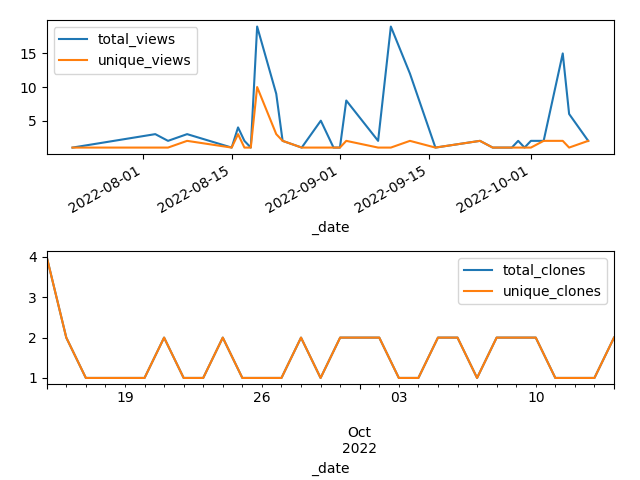 total_views
unique_views
15
10
5
2022-08-01
2022-08-15
2022-09-01
2022-09-15
2022-10-01
_date
4
3
2
1
total_clones
unique_clones
19
26
03
10
Oct
2022
_date